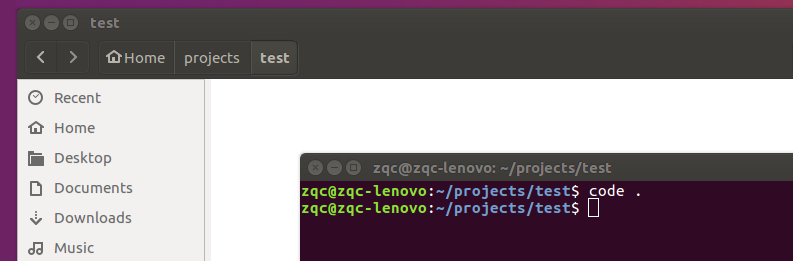 test
Home projects test
Recent
Home
Desktop
Documents
Downloads
Music
zqc@zqc-lenovo: ~/projects/test
zqc@zqc-lenovo:~/projects/test$ code .
zqc@zqc-lenovo:~/projects/test$